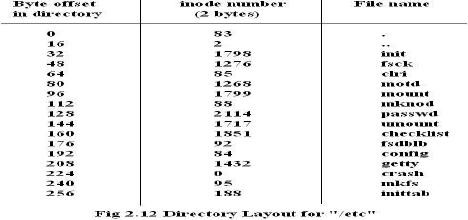 Byte offset in directory | inode number (2 bytes) | File name
0 | 83 | .
16 | 2 | ..
32 | 1798 | init
48 | 1276 | fsck
64 | 85 | clri
80 | 1268 | motd
96 | 1799 | mount
112 | 88 | mknod
128 | 2114 | passwd
144 | 1717 | umount
160 | 1851 | checklist
176 | 92 | fsdblb
192 | 84 | config
208 | 1432 | getty
224 | 0 | crash
240 | 95 | mkfs
256 | 188 | inittab
Fig 2.12 Directory Layout for "/etc"